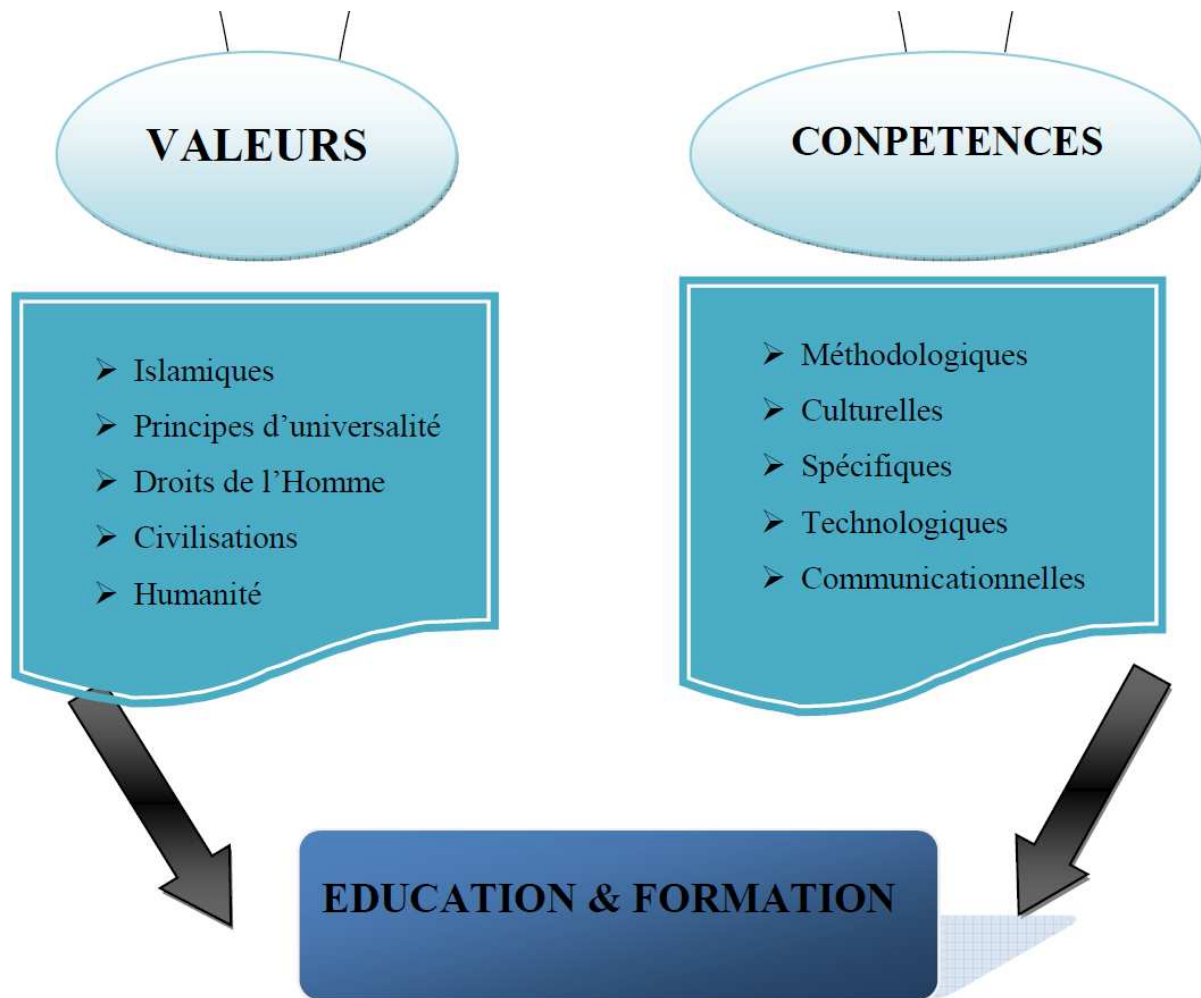 VALEURS
Islamiques
Principes d’universalité
Droits de l’Homme
Civilisations
Humanité
CONPETENCES
Méthodologiques
Culturelles
Spécifiques
Technologiques
Communicationnelles
EDUCATION & FORMATION